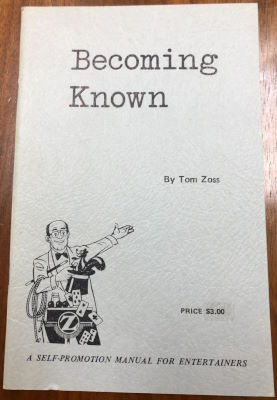 Becoming
Known
By Tom Zoss
PRICE $3.00
Z
A SELF-PROMOTION MANUAL FOR ENTERTAINERS